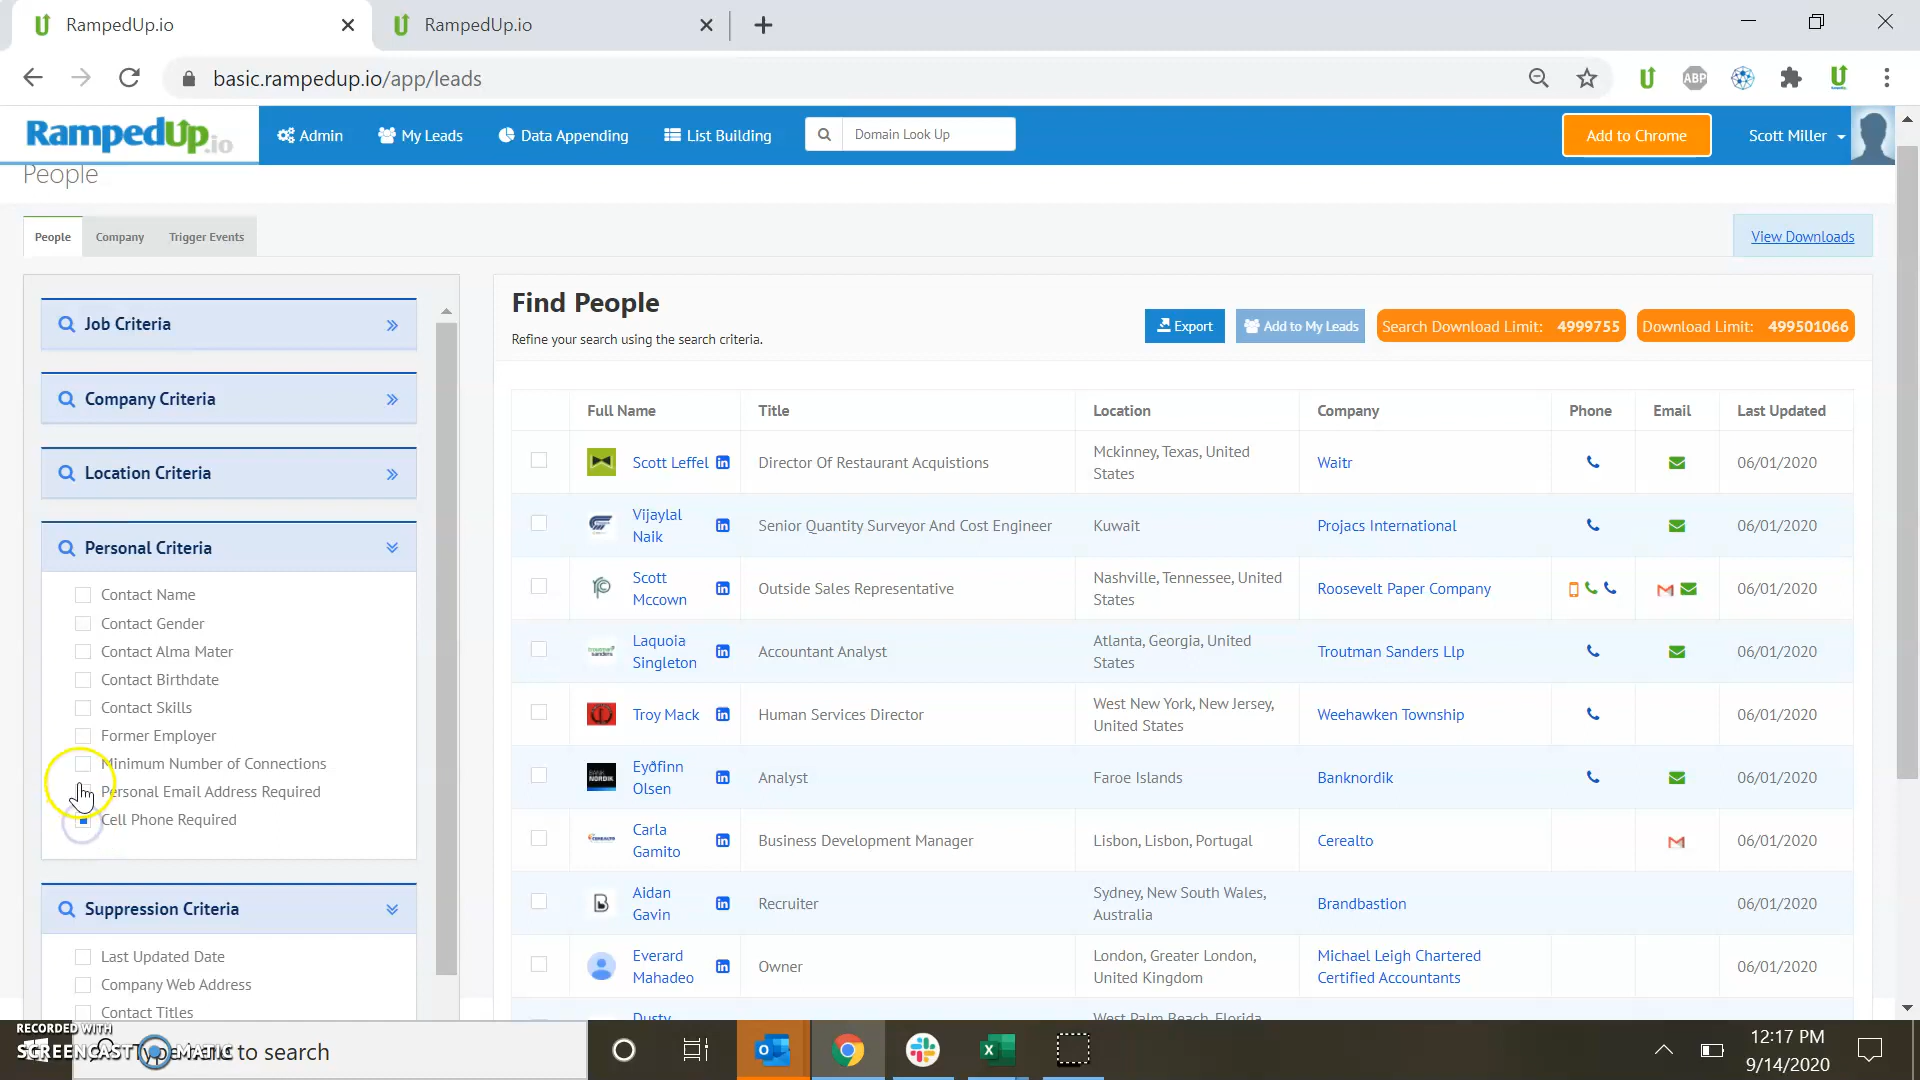 RampedUp.io
RampedUp.io
basic.rampedup.io/app/leads
ABP
RampedUp.io
Admin
My Leads
Data Appending
List Building
Domain Look Up
Add to Chrome
Scott Miller
People
People
Company
Trigger Events
View Downloads
Job Criteria
Company Criteria
Location Criteria
Personal Criteria
Contact Name
Contact Gender
Contact Alma Mater
Contact Birthdate
Contact Skills
Former Employer
Minimum Number of Connections
Personal Email Address Required
Cell Phone Required
Suppression Criteria
Last Updated Date
Company Web Address
Contact Titles
Find People
Refine your search using the search criteria.
Export
Add to My Leads
Search Download Limit: 4999755
Download Limit: 499501066
Full Name Title Location Company Phone Email Last Updated
Scott Leffel Director Of Restaurant Acquistions Mckinney, Texas, United
States
Waitr 06/01/2020
Vijaylal
Naik
Senior Quantity Surveyor And Cost Engineer Kuwait Projacs International 06/01/2020
Scott
Mccown
Outside Sales Representative Nashville, Tennessee, United
States
Roosevelt Paper Company 06/01/2020
Laquoia
Singleton
Accountant Analyst Atlanta, Georgia, United
States
Troutman Sanders Llp 06/01/2020
Troy Mack Human Services Director West New York, New Jersey,
United States
Weehawken Township 06/01/2020
Eyðfinn
Olsen
Analyst Faroe Islands Banknordik 06/01/2020
Carla
Gamito
Business Development Manager Lisbon, Lisbon, Portugal Cerealto 06/01/2020
Aidan
Gavin
Recruiter Sydney, New South Wales,
Australia
Brandbastion 06/01/2020
Everard
Mahadeo
Owner London, Greater London,
United Kingdom
Michael Leigh Chartered
Certified Accountants
06/01/2020
Dusty West Palm Beach, Florida,
RECORDED WITH
SCREENCAST MATIC
Type here to search
12:17 PM
9/14/2020